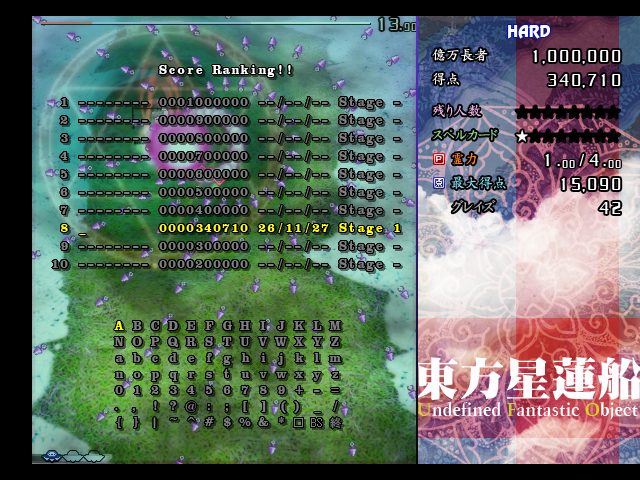 13.00
Score Ranking!!
1 -------- 0001000000 --/--/-- Stage -
2 -------- 0000900000 --/--/-- Stage -
3 -------- 0000800000 --/--/-- Stage -
4 -------- 0000700000 --/--/-- Stage -
5 -------- 0000600000 --/--/-- Stage -
6 -------- 0000500000 --/--/-- Stage -
7 -------- 0000400000 --/--/-- Stage -
8 _ 0000340710 26/11/27 Stage 1
9 -------- 0000300000 --/--/-- Stage -
10 -------- 0000200000 --/--/-- Stage -
A B C D E F G H I J K L M
N O P Q R S T U V W X Y Z
a b c d e f g h i j k l m
n o p q r s t u v w x y z
0 1 2 3 4 5 6 7 8 9 + - =
. , ! ? @ : ; [ ] ( ) _ /
{ } | ~ ^ # $ % & * □ BS 終
HARD
億万長者 1,000,000
得点 340,710
残り人数
スペルカード
P 霊力 1.00/4.00
点 最大得点 15,090
グレイズ 42
東方星蓮船
Undefined Fantastic Object